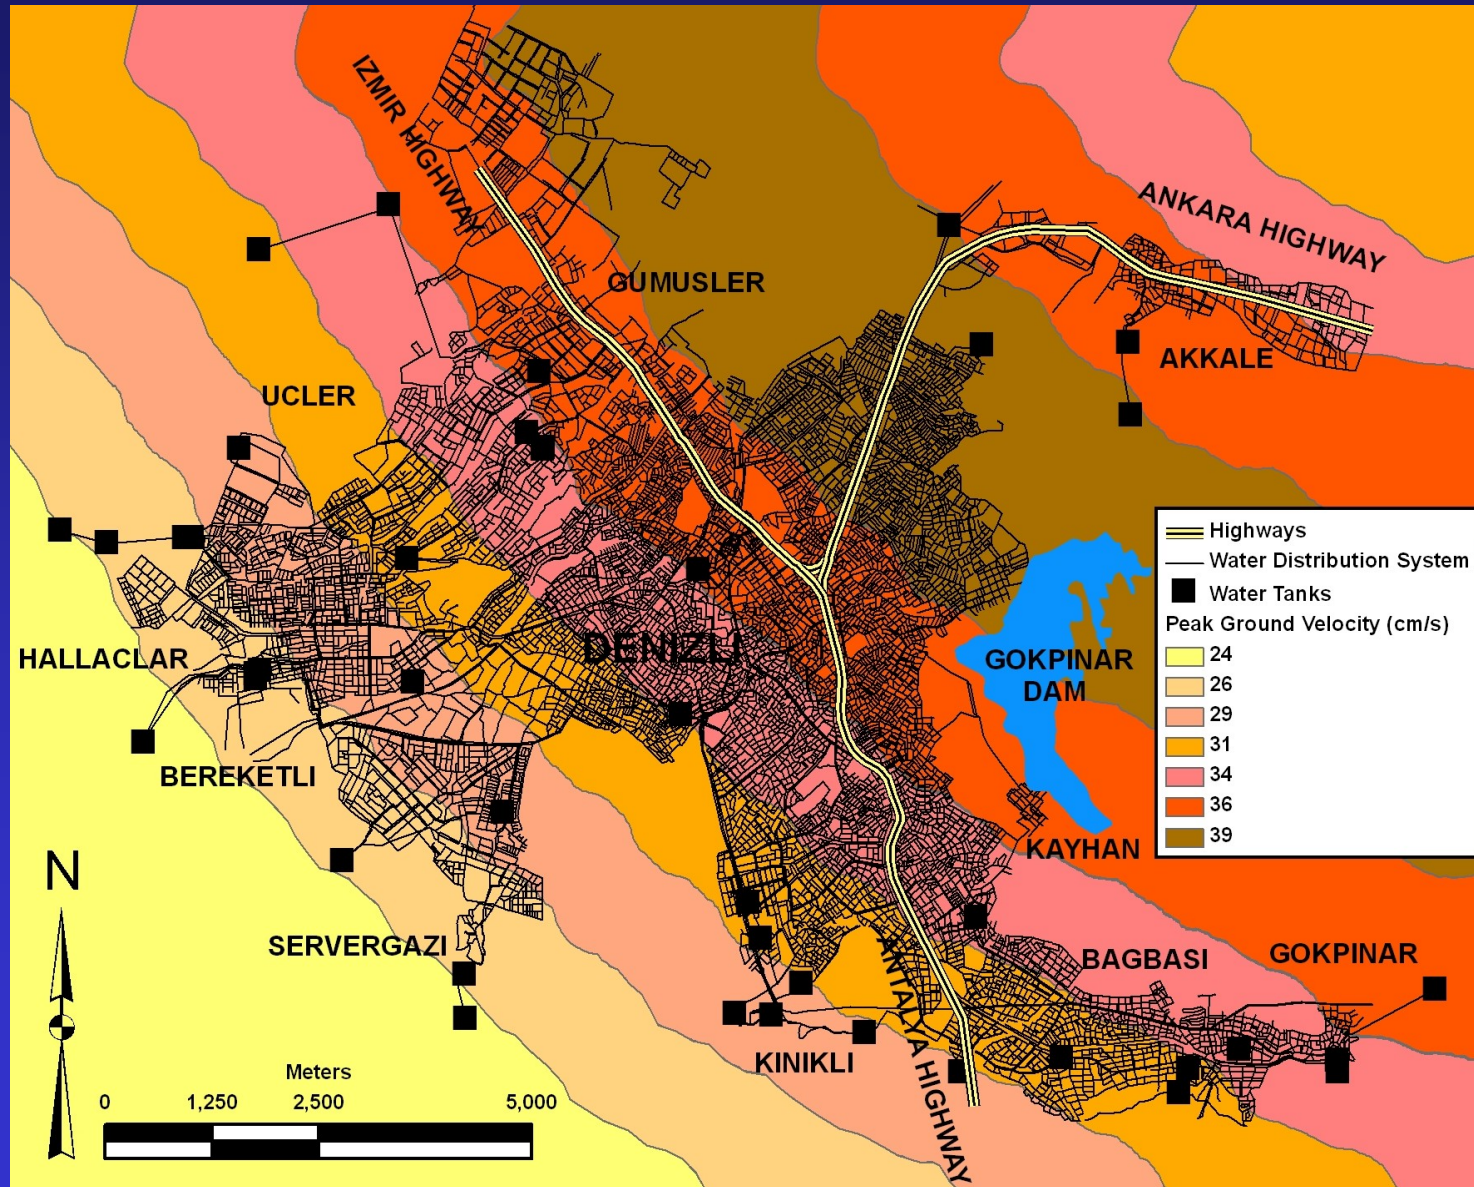 IZMIR HIGHWAY
ANKARA HIGHWAY
GUMUSLER
AKKALE
UCLER
Highways
Water Distribution System
Water Tanks
Peak Ground Velocity (cm/s)
24
26
29
31
34
36
39
DENIZLI
HALLACLAR
GOKPINAR
DAM
BEREKETLI
KAYHAN
N
SERVERGAZI
BAGBASI
GOKPINAR
ANTALYA HIGHWAY
KINIKLI
Meters
0 1,250 2,500 5,000